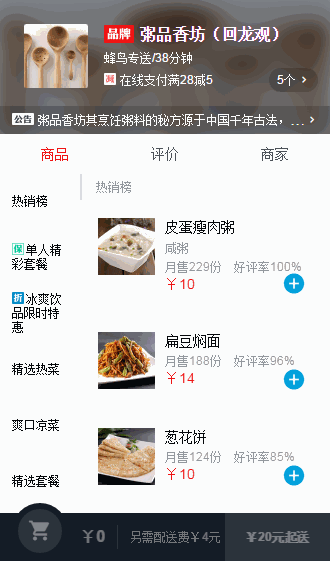 品牌 粥品香坊（回龙观）
蜂鸟专送/38分钟
减 在线支付满28减5 5个 >
公告 粥品香坊其烹饪粥料的秘方源于中国千年古法，... >
商品 评价 商家
热销榜
保单人精彩套餐
折冰爽饮品限时特惠
精选热菜
爽口凉菜
精选套餐
热销榜
皮蛋瘦肉粥
咸粥
月售229份 好评率100%
￥10
扁豆焖面
月售188份 好评率96%
￥14
葱花饼
月售124份 好评率85%
￥10
￥0 另需配送费￥4元 ￥20元起送